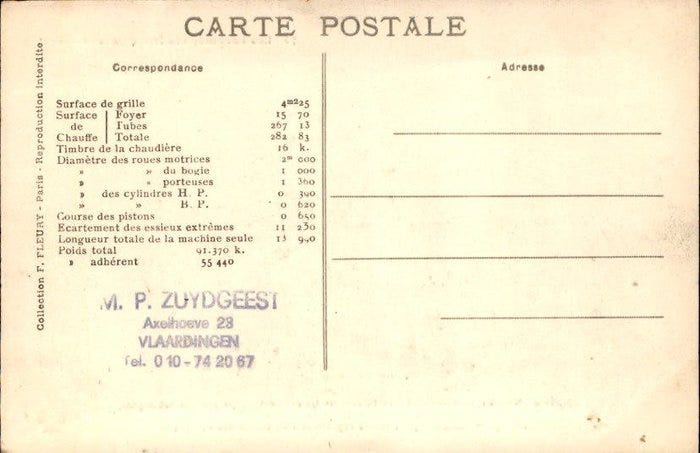 CARTE POSTALE
Correspondance
Adresse
Collection F. FLEURY - Paris - Reproduction interdite
Surface de grille 4m225
Surface | Foyer 15 70
de | Tubes 267 13
Chauffe | Totale 282 83
Timbre de la chaudière 16 k.
Diamètre des roues motrices 2m 000
» » du bogie 1 000
» » porteuses 1 360
» des cylindres H. P. 0 390
» » B. P. 0 620
Course des pistons 0 650
Ecartement des essieux extrêmes 11 230
Longueur totale de la machine seule 13 990
Poids total 91.370 k.
» adhérent 55 440
M. P. ZUYDGEEST
Axelhoeve 23
VLAARDINGEN
Tel. 010-74 20 67